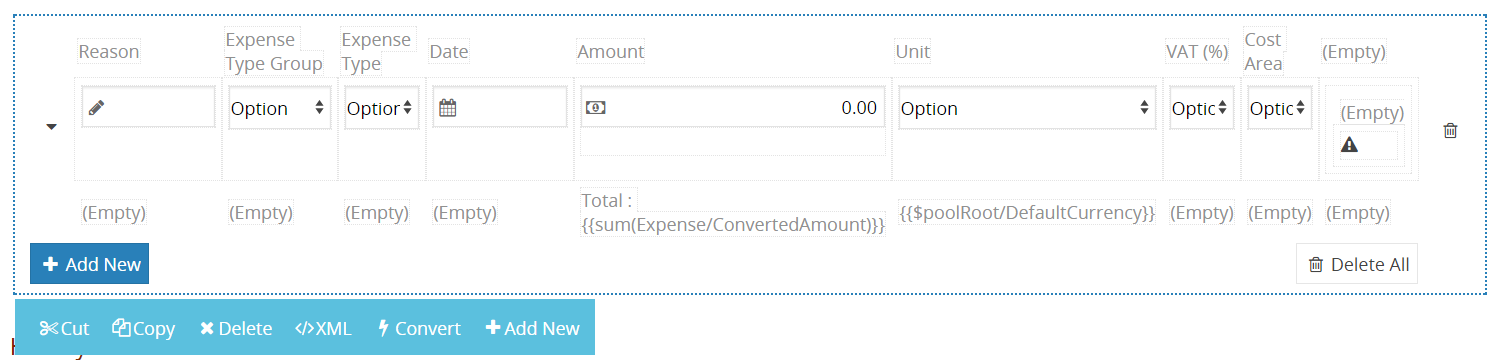 Reason
Expense
Type Group
Expense
Type
Date
Amount
Unit
VAT (%)
Cost
Area
(Empty)
Option
Option
0.00
Option
Optic
Optic
(Empty)
(Empty)
(Empty)
(Empty)
(Empty)
Total :
{{sum(Expense/ConvertedAmount)}}
{{$poolRoot/DefaultCurrency}}
(Empty)
(Empty)
(Empty)
Add New
Delete All
Cut
Copy
Delete
</>XML
Convert
Add New